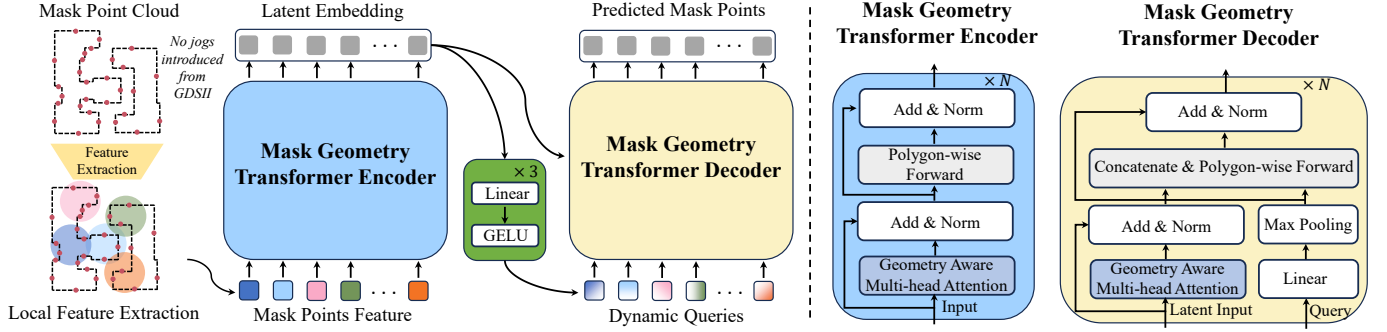 Mask Point Cloud
No jogs
introduced
from
GDSII
Feature
Extraction
Local Feature Extraction
Latent Embedding
. . .
Mask Geometry
Transformer Encoder
. . .
Mask Points Feature
× 3
Linear
GELU
Predicted Mask Points
. . .
Mask Geometry
Transformer Decoder
. . .
Dynamic Queries
Mask Geometry
Transformer Encoder
× N
Add & Norm
Polygon-wise
Forward
Add & Norm
Geometry Aware
Multi-head Attention
Input
Mask Geometry
Transformer Decoder
× N
Add & Norm
Concatenate & Polygon-wise Forward
Add & Norm
Max Pooling
Geometry Aware
Multi-head Attention
Linear
Latent Input
Query